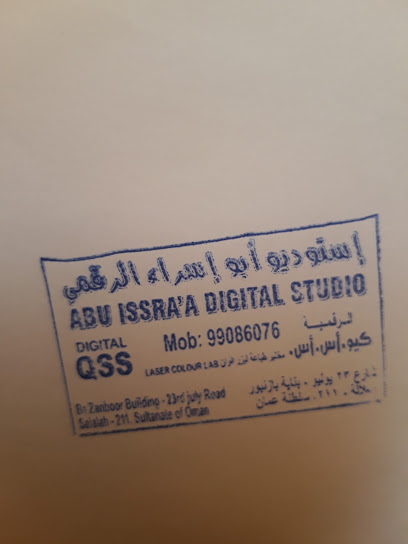 إستوديو أبو إسراء الرقمي
ABU ISSRA'A DIGITAL STUDIO
DIGITAL
QSS
Mob: 99086076
الرقمية
كيو.أس.أس.
LASER COLOUR LAB.
Zanboor Building - 23rd july Road
Salalah - 211. Sultanate of Oman
شارع ٢٣ يوليو - بناية بازنبور
صلالة - ٢١١. سلطنة عمان